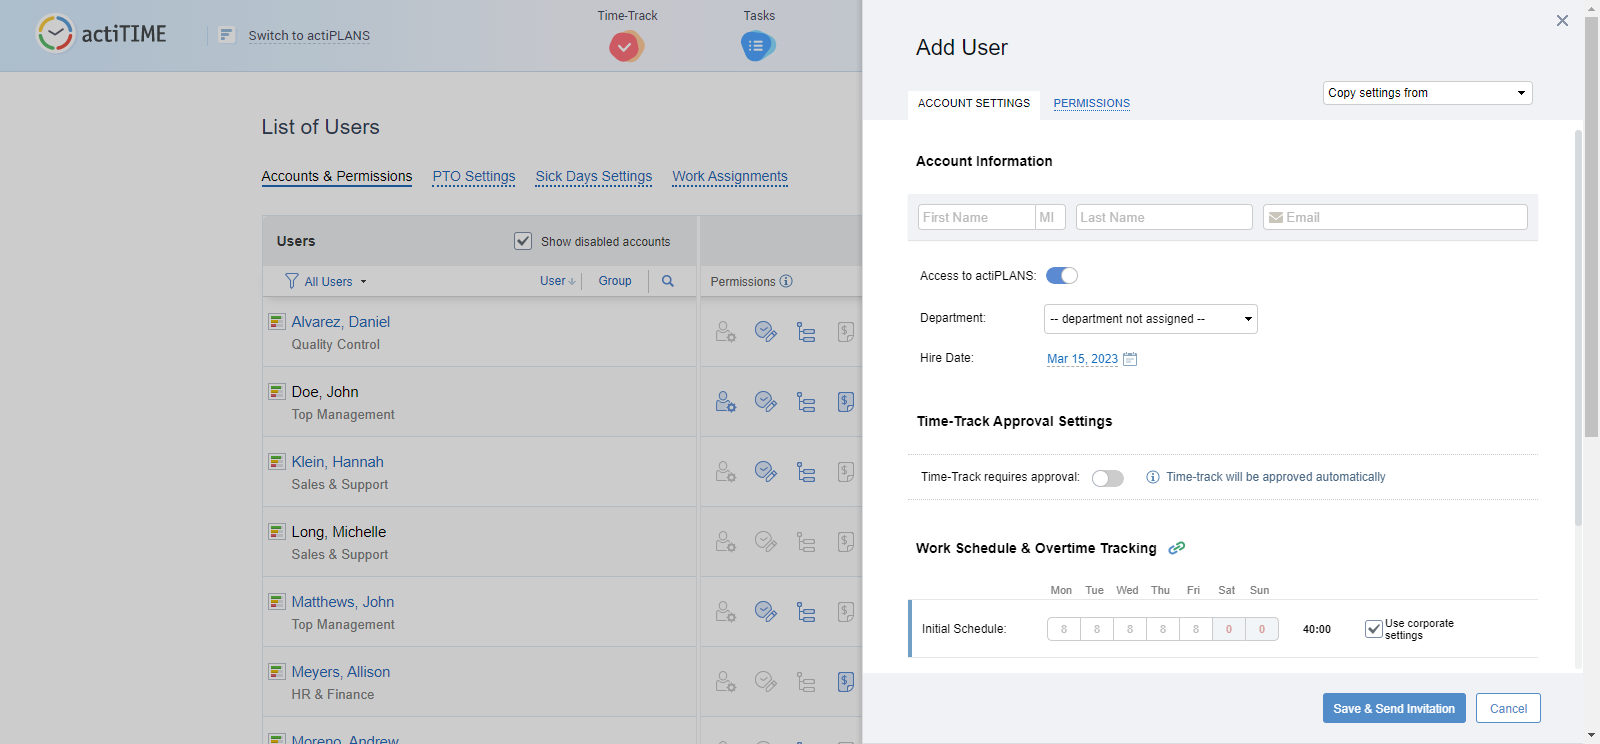 actiTIME
Switch to actiPLANS
Time-Track
Tasks
List of Users
Accounts & Permissions
PTO Settings
Sick Days Settings
Work Assignments
Users
Show disabled accounts
All Users
User
Group
Permissions
Alvarez, Daniel
Quality Control
Doe, John
Top Management
Klein, Hannah
Sales & Support
Long, Michelle
Sales & Support
Matthews, John
Top Management
Meyers, Allison
HR & Finance
Moreno, Andrew
Add User
ACCOUNT SETTINGS
PERMISSIONS
Copy settings from
Account Information
First Name
MI
Last Name
Email
Access to actiPLANS:
Department:
-- department not assigned --
Hire Date:
Mar 15, 2023
Time-Track Approval Settings
Time-Track requires approval:
Time-track will be approved automatically
Work Schedule & Overtime Tracking
Mon Tue Wed Thu Fri Sat Sun
Initial Schedule:
8 8 8 8 8 0 0
40:00
Use corporate
settings
Save & Send Invitation
Cancel